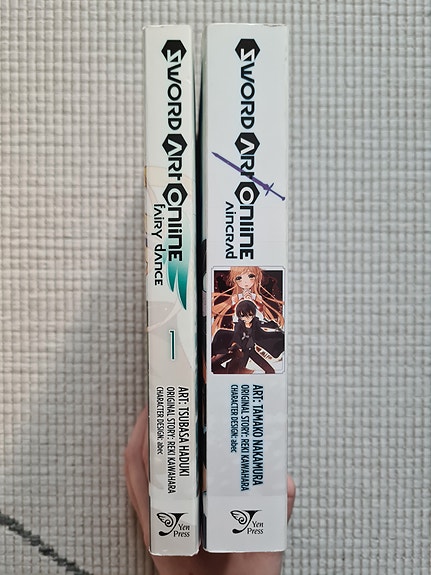 SWORD ART ONLINE
fairy dance
1
ART: TSUBASA HADUKI
ORIGINAL STORY: REKI KAWAHARA
CHARACTER DESIGN: abec
Yen
Press
SWORD ART ONLINE
aincrad
ART: TAMAKO NAKAMURA
ORIGINAL STORY: REKI KAWAHARA
CHARACTER DESIGN: abec
Yen
Press